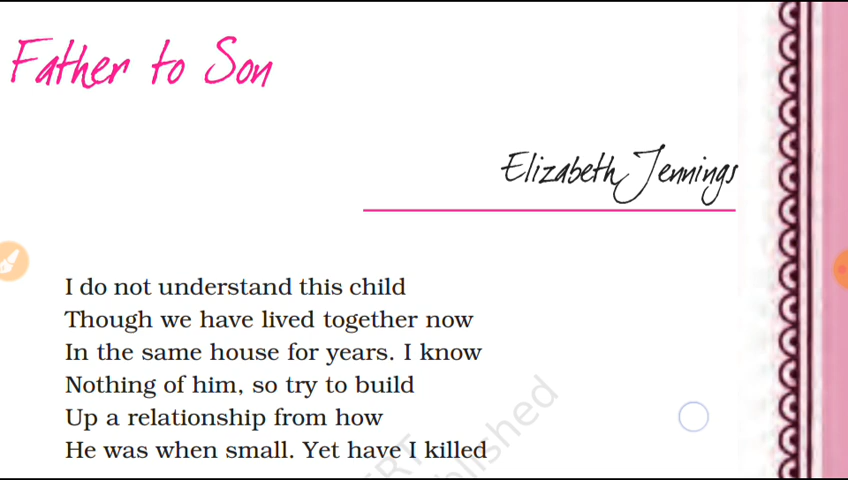 Father to Son
Elizabeth Jennings
I do not understand this child
Though we have lived together now
In the same house for years. I know
Nothing of him, so try to build
Up a relationship from how
He was when small. Yet have I killed